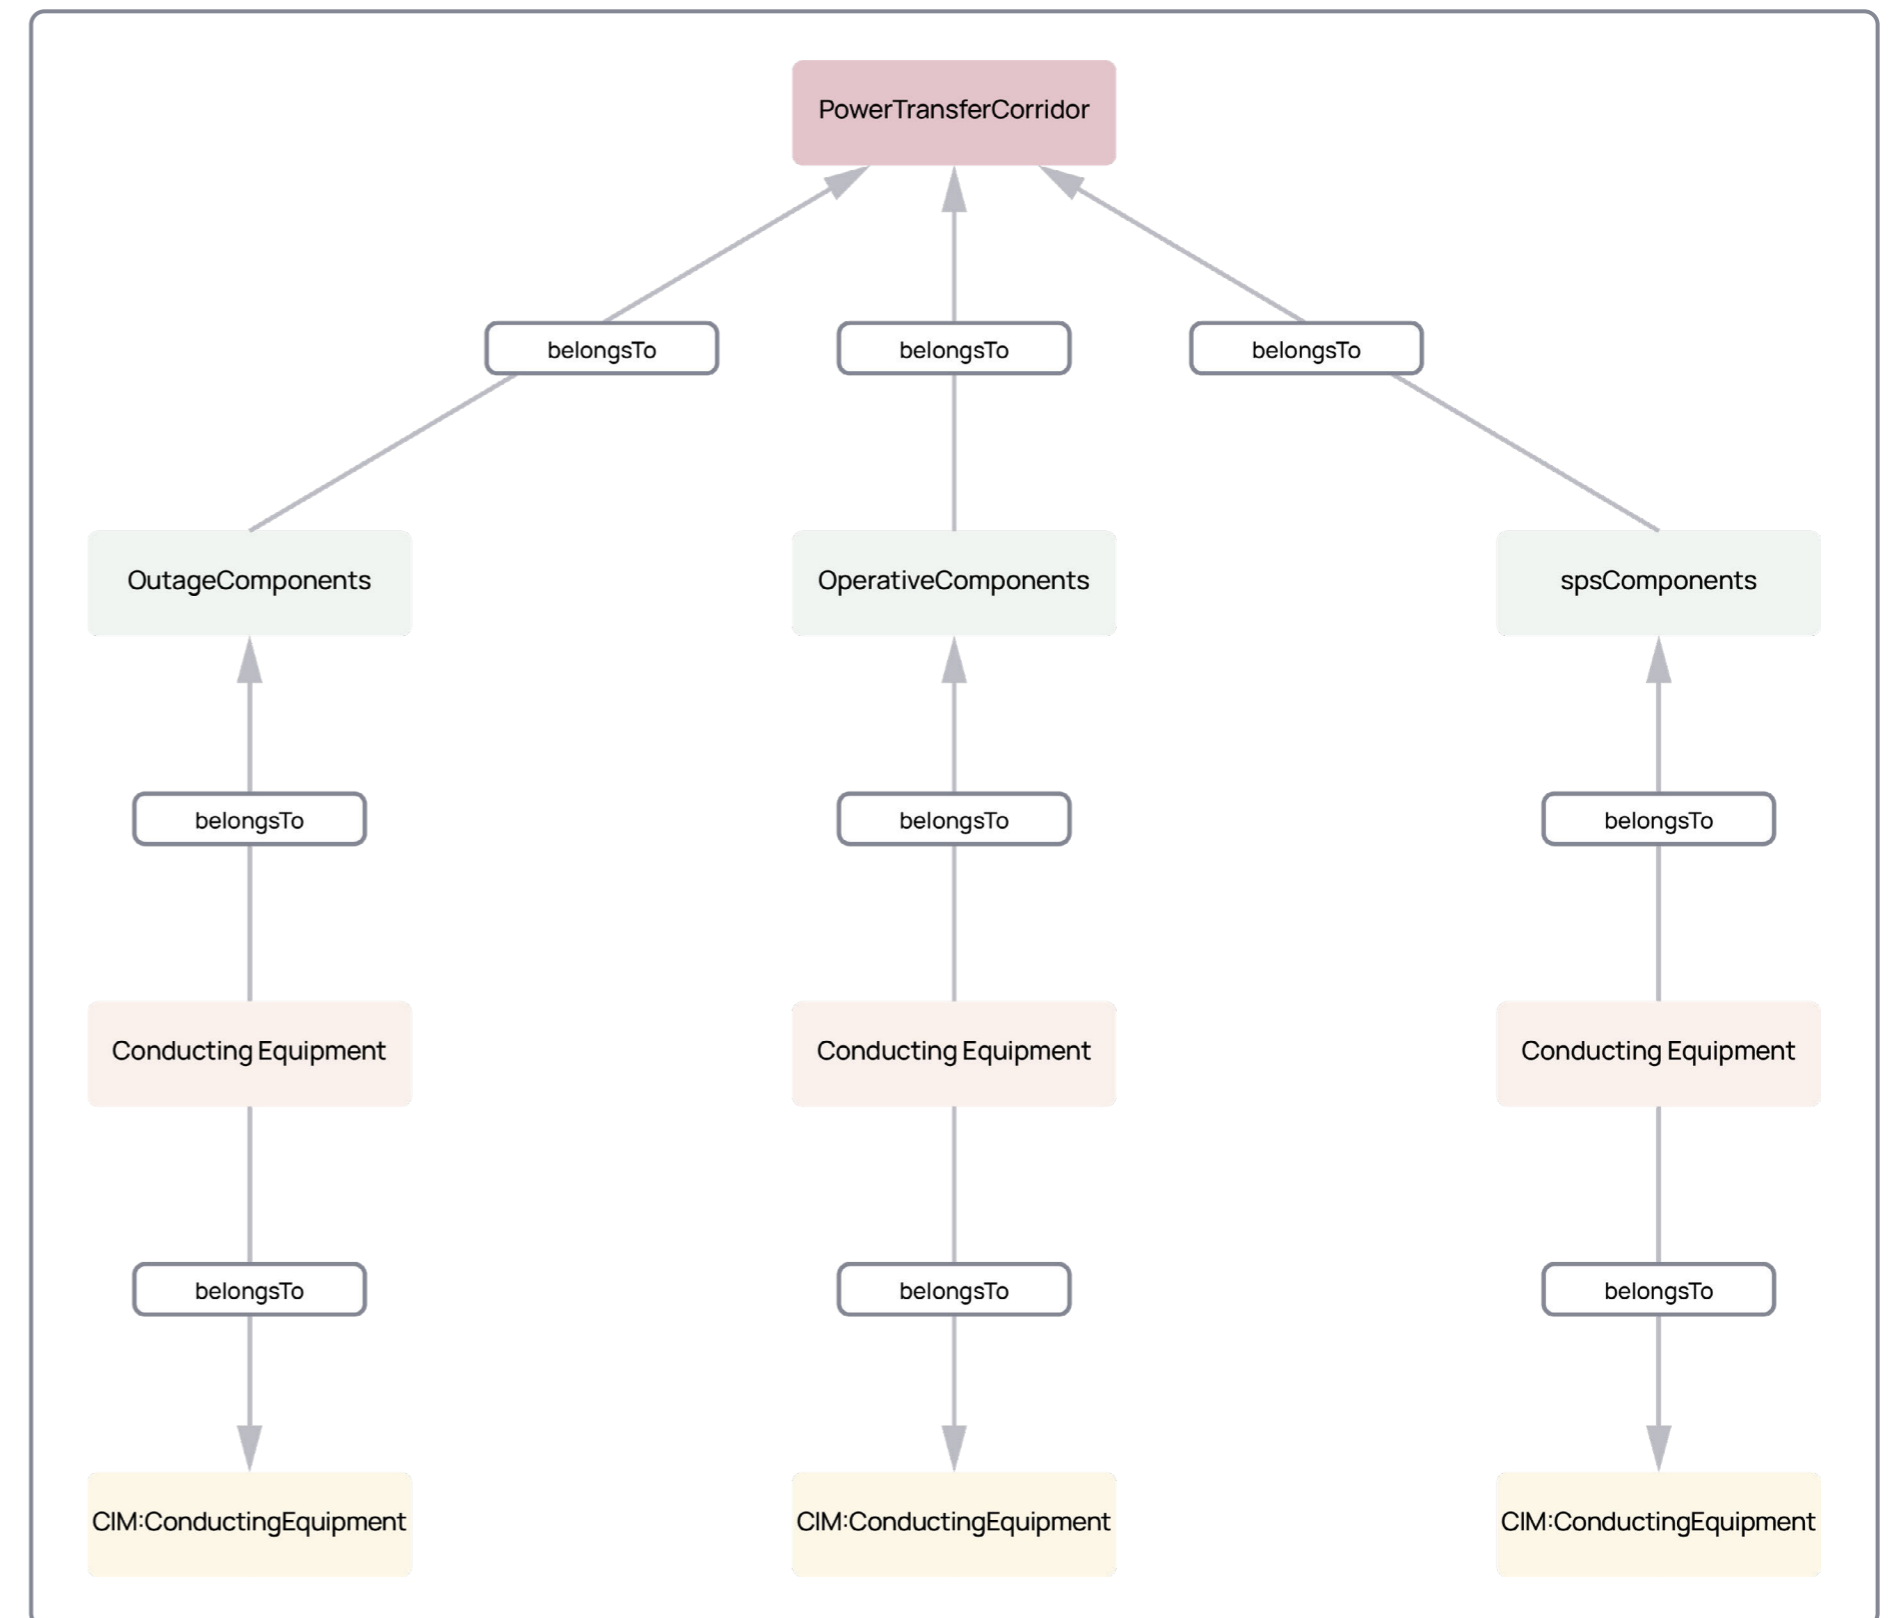 PowerTransferCorridor
belongsTo
belongsTo
belongsTo
OutageComponents
OperativeComponents
spsComponents
belongsTo
belongsTo
belongsTo
Conducting Equipment
Conducting Equipment
Conducting Equipment
belongsTo
belongsTo
belongsTo
CIM:ConductingEquipment
CIM:ConductingEquipment
CIM:ConductingEquipment